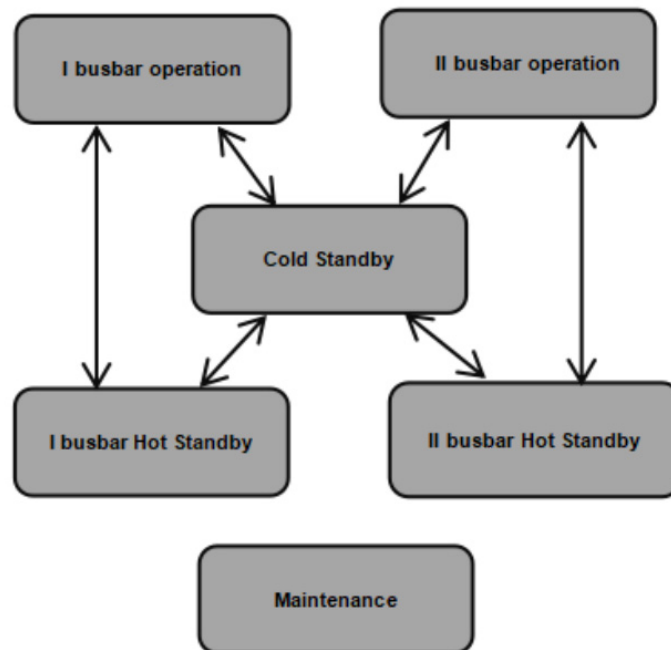 I busbar operation
II busbar operation
Cold Standby
I busbar Hot Standby
II busbar Hot Standby
Maintenance